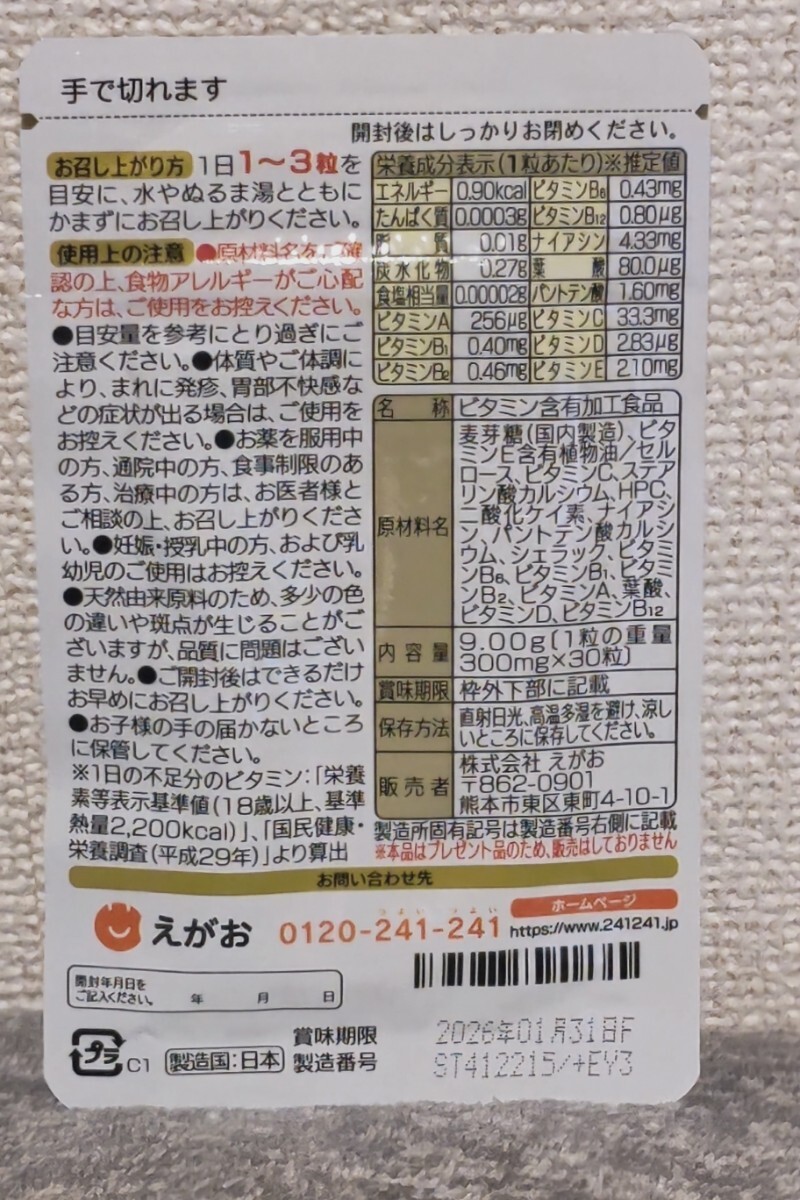 手で切れます
開封後はしっかりお閉めください。
お召し上がり方 1日1～3粒を
目安に、水やぬるま湯とともに
かまずにお召し上がりください。
使用上の注意 ●原材料名をご確
認の上、食物アレルギーがご心配
な方は、ご使用をお控えください。
●目安量を参考にとり過ぎにご
注意ください。●体質やご体調に
より、まれに発疹、胃部不快感な
どの症状が出る場合は、ご使用を
お控えください。●お薬を服用中
の方、通院中の方、食事制限のあ
る方、治療中の方は、お医者様と
ご相談の上、お召し上がりくださ
い。●妊娠・授乳中の方、および乳
幼児のご使用はお控えください。
●天然由来原料のため、多少の色
の違いや斑点が生じることがご
ざいますが、品質に問題はござい
ません。●ご開封後はできるだけ
お早めにお召し上がりください。
●お子様の手の届かないところ
に保管してください。
※1日の不足分のビタミン：「栄養
素等表示基準値（18歳以上、基準
熱量2,200kcal）」、「国民健康・
栄養調査（平成29年）」より算出
栄養成分表示（1粒あたり）※推定値
エネルギー 0.90kcal ビタミンB6 0.43mg
たんぱく質 0.0003g ビタミンB12 0.80μg
脂質 0.01g ナイアシン 4.33mg
炭水化物 0.27g 葉酸 80.0μg
食塩相当量 0.00002g パントテン酸 1.60mg
ビタミンA 256μg ビタミンC 33.3mg
ビタミンB1 0.40mg ビタミンD 2.83μg
ビタミンB2 0.46mg ビタミンE 2.10mg
名称 ビタミン含有加工食品
原材料名 麦芽糖（国内製造）、ビタ
ミンE含有植物油／セル
ロース、ビタミンC、ステア
リン酸カルシウム、HPC、
二酸化ケイ素、ナイアシ
ン、パントテン酸カルシ
ウム、シェラック、ビタミ
ンB6、ビタミンB1、ビタミ
ンB2、ビタミンA、葉酸、
ビタミンD、ビタミンB12
内容量 9.00g（1粒の重量
300mg×30粒）
賞味期限 枠外下部に記載
保存方法 直射日光、高温多湿を避け、涼し
いところに保存してください。
販売者 株式会社 えがお
〒862-0901
熊本市東区東町4-10-1
製造所固有記号は製造番号右側に記載
※本品はプレゼント品のため、販売はしておりません
お問い合わせ先
えがお
つよい つよい
0120-241-241
ホームページ
https://www.241241.jp
開封年月日を
ご記入ください。 年 月 日
プラ C1 製造国：日本
賞味期限 2026年01月31日F
製造番号 ST412215/+EY3